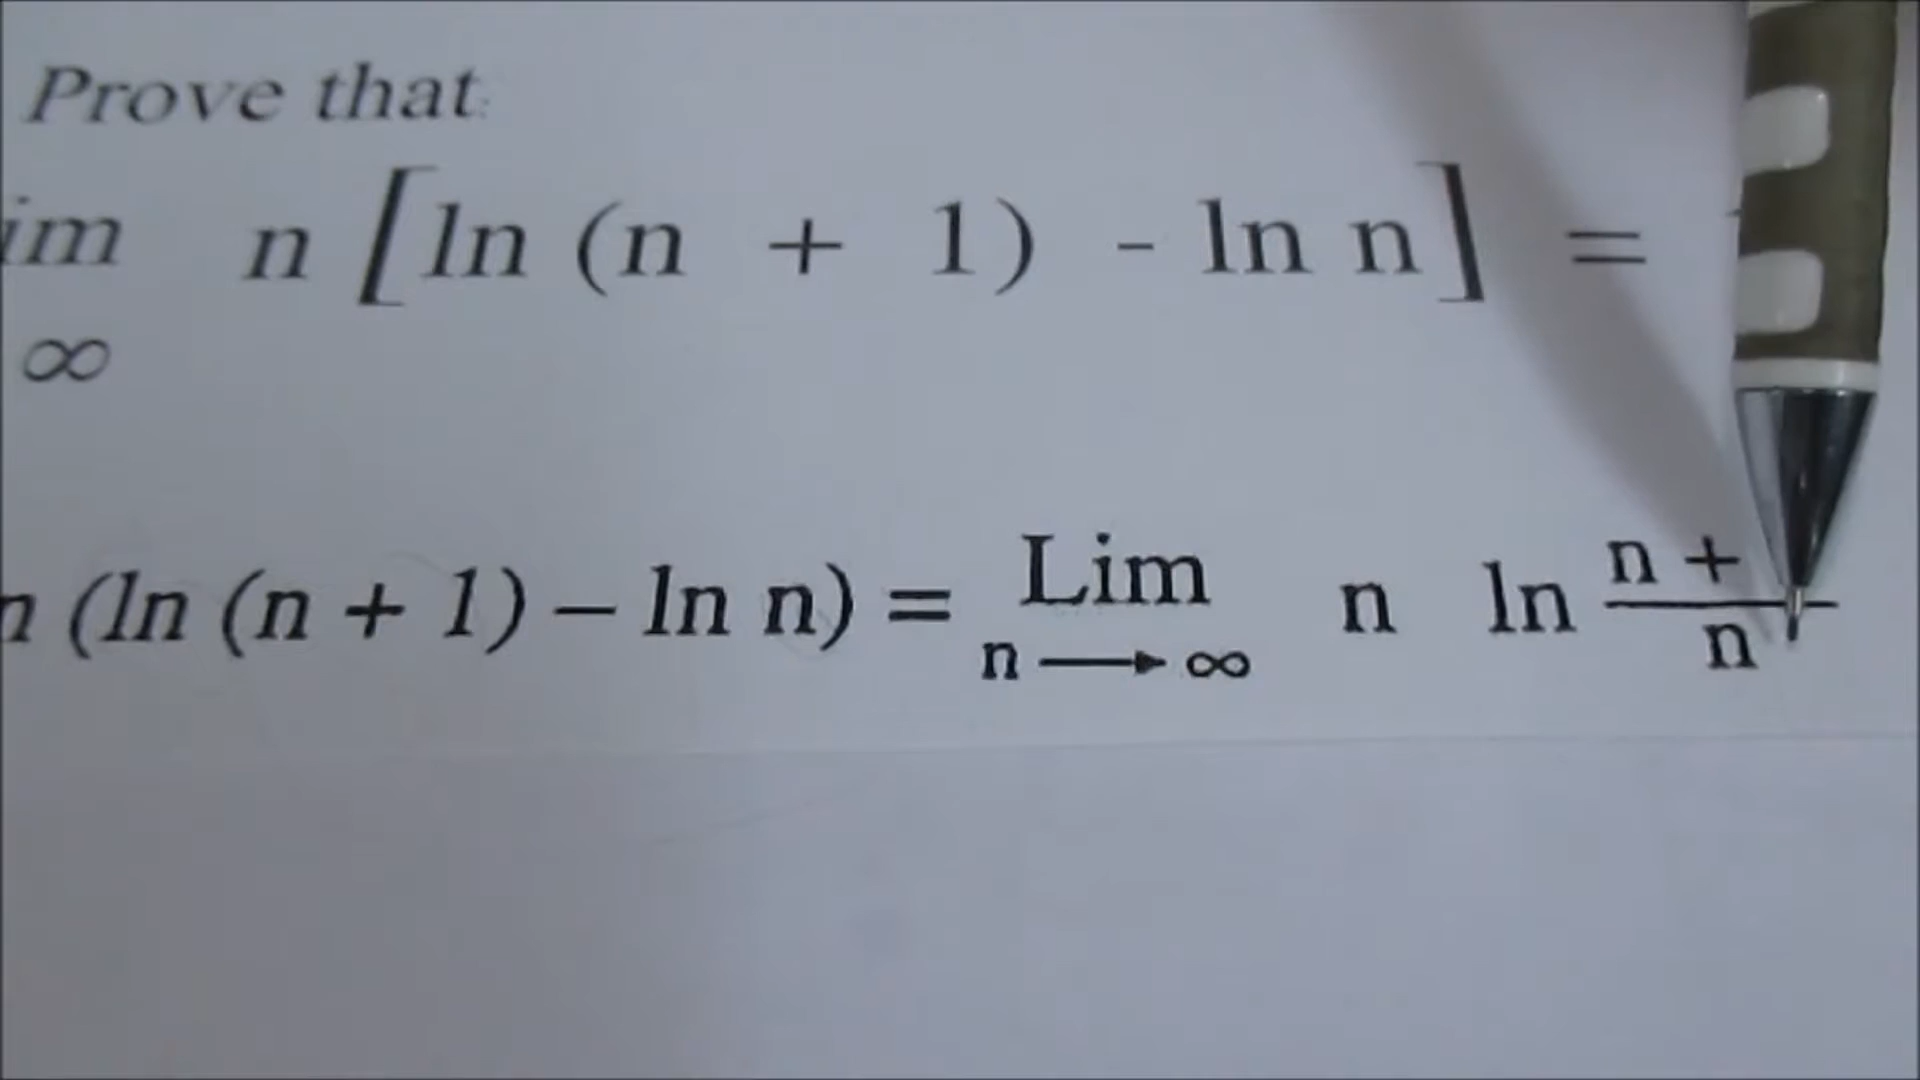 Prove that:
im n [ln (n + 1) - ln n] =
∞
n (ln (n + 1) – ln n) = Lim n ln n + / n
n → ∞